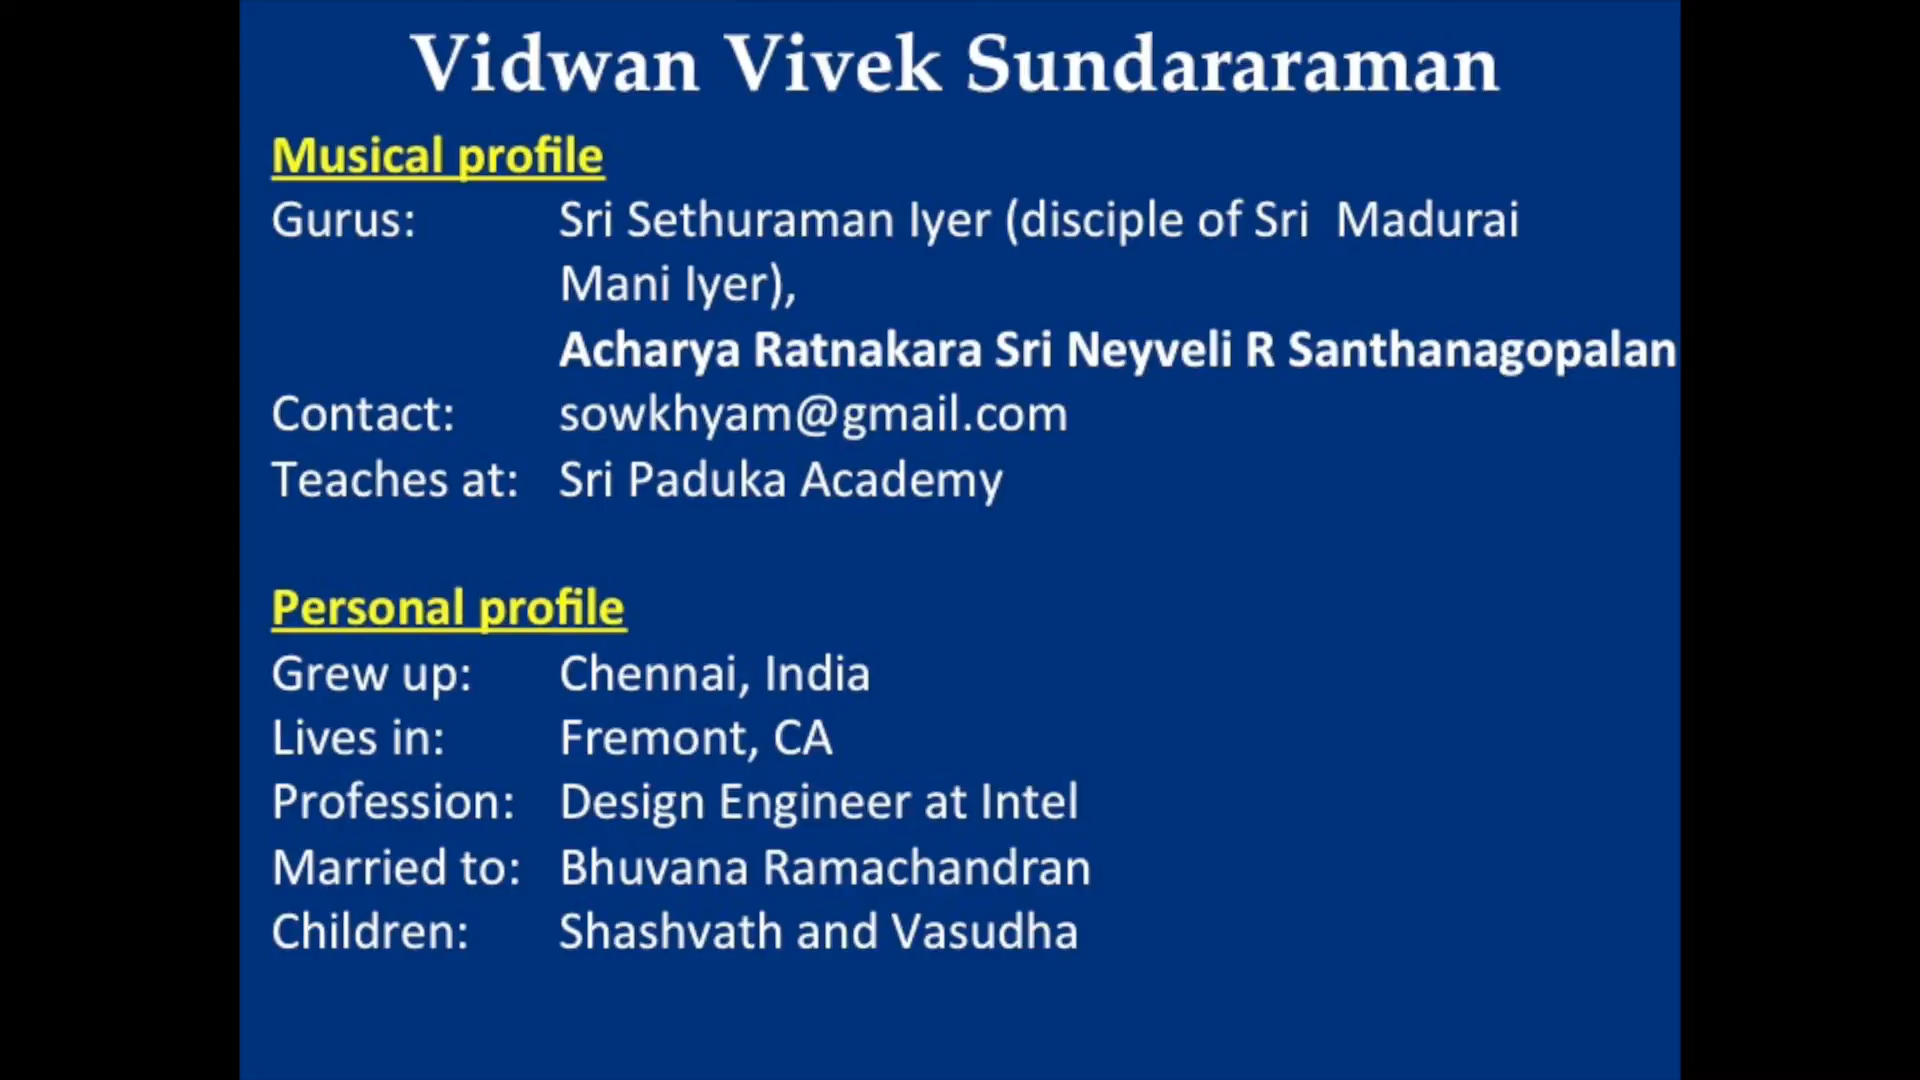 Vidwan Vivek Sundararaman
Musical profile
Gurus: Sri Sethuraman Iyer (disciple of Sri Madurai
Mani Iyer),
Acharya Ratnakara Sri Neyveli R Santhanagopalan
Contact: sowkhyam@gmail.com
Teaches at: Sri Paduka Academy
Personal profile
Grew up: Chennai, India
Lives in: Fremont, CA
Profession: Design Engineer at Intel
Married to: Bhuvana Ramachandran
Children: Shashvath and Vasudha